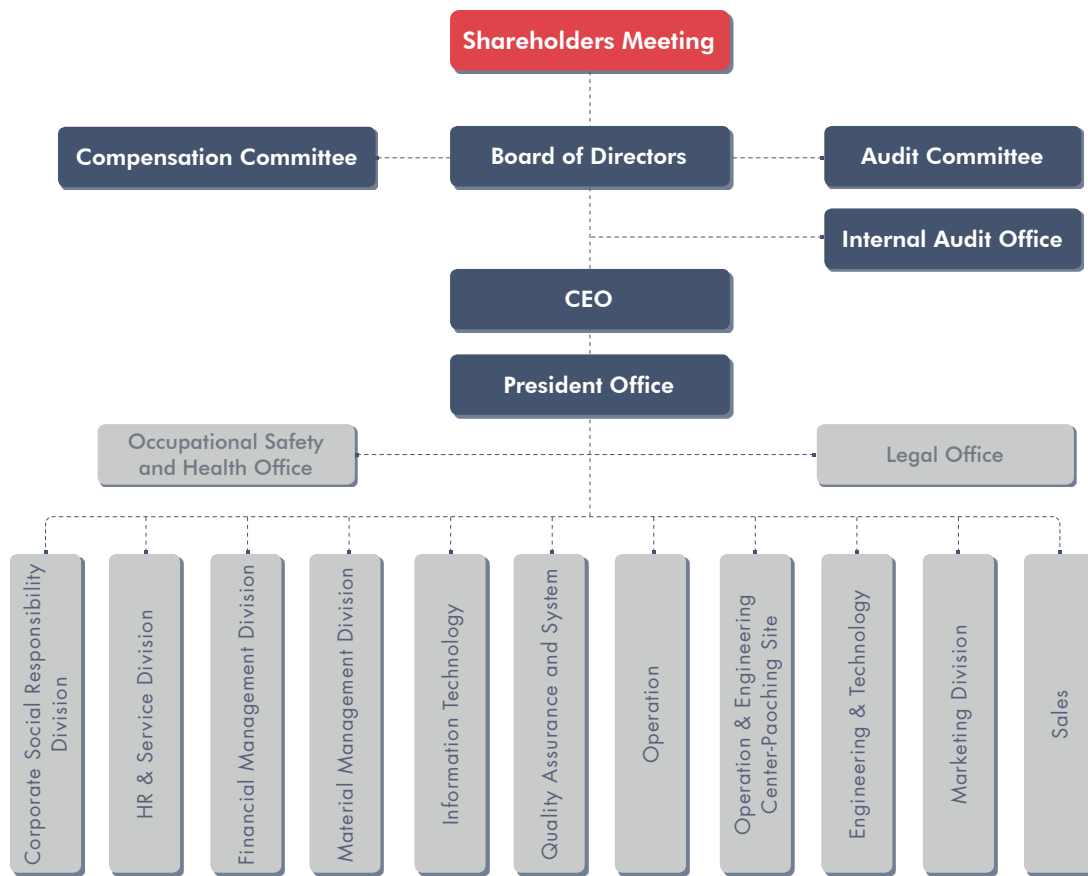 Shareholders Meeting
Compensation Committee
Board of Directors
Audit Committee
Internal Audit Office
CEO
President Office
Occupational Safety
and Health Office
Legal Office
Corporate Social Responsibility
Division
HR & Service Division
Financial Management Division
Material Management Division
Information Technology
Quality Assurance and System
Operation
Operation & Engineering
Center-Paoching Site
Engineering & Technology
Marketing Division
Sales